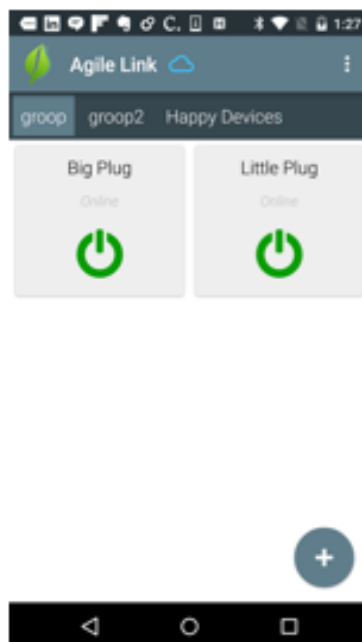 1:27
Agile Link
groop groop2 Happy Devices
Big Plug Little Plug
Online Online